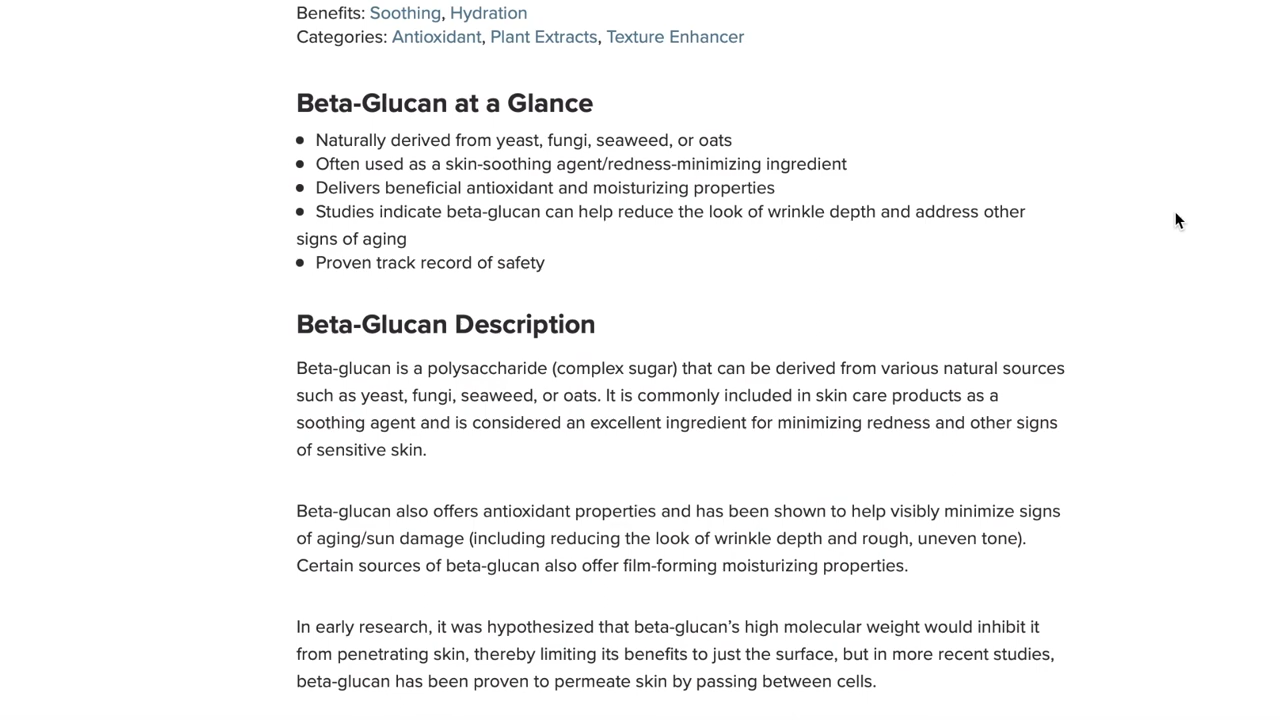 Benefits: Soothing, Hydration
Categories: Antioxidant, Plant Extracts, Texture Enhancer
Beta-Glucan at a Glance
● Naturally derived from yeast, fungi, seaweed, or oats
● Often used as a skin-soothing agent/redness-minimizing ingredient
● Delivers beneficial antioxidant and moisturizing properties
● Studies indicate beta-glucan can help reduce the look of wrinkle depth and address other
signs of aging
● Proven track record of safety
Beta-Glucan Description
Beta-glucan is a polysaccharide (complex sugar) that can be derived from various natural sources
such as yeast, fungi, seaweed, or oats. It is commonly included in skin care products as a
soothing agent and is considered an excellent ingredient for minimizing redness and other signs
of sensitive skin.
Beta-glucan also offers antioxidant properties and has been shown to help visibly minimize signs
of aging/sun damage (including reducing the look of wrinkle depth and rough, uneven tone).
Certain sources of beta-glucan also offer film-forming moisturizing properties.
In early research, it was hypothesized that beta-glucan’s high molecular weight would inhibit it
from penetrating skin, thereby limiting its benefits to just the surface, but in more recent studies,
beta-glucan has been proven to permeate skin by passing between cells.